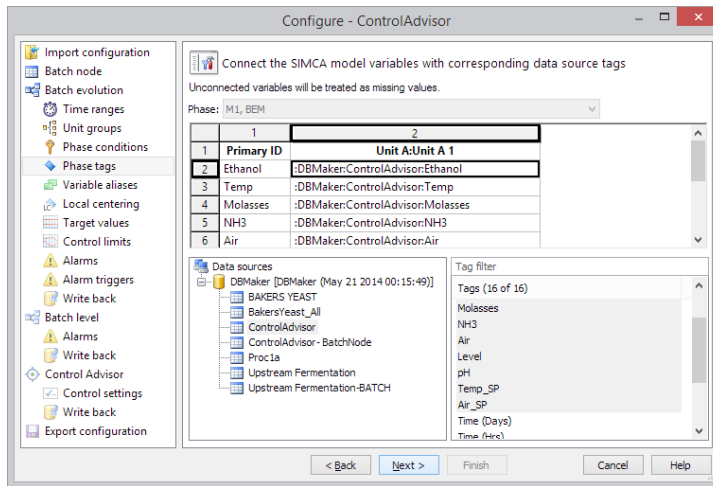 Configure - ControlAdvisor
Import configuration
Batch node
Batch evolution
Time ranges
Unit groups
Phase conditions
Phase tags
Variable aliases
Local centering
Target values
Control limits
Alarms
Alarm triggers
Write back
Batch level
Alarms
Write back
Control Advisor
Control settings
Write back
Export configuration
Connect the SIMCA model variables with corresponding data source tags
Unconnected variables will be treated as missing values.
Phase: M1, BEM
1 2
1 Primary ID Unit A:Unit A 1
2 Ethanol :DBMaker:ControlAdvisor:Ethanol
3 Temp :DBMaker:ControlAdvisor:Temp
4 Molasses :DBMaker:ControlAdvisor:Molasses
5 NH3 :DBMaker:ControlAdvisor:NH3
6 Air :DBMaker:ControlAdvisor:Air
Data sources
DBMaker [DBMaker (May 21 2014 00:15:49)]
BAKERS YEAST
BakersYeast_All
ControlAdvisor
ControlAdvisor- BatchNode
Proc1a
Upstream Fermentation
Upstream Fermentation-BATCH
Tag filter
Tags (16 of 16)
Molasses
NH3
Air
Level
pH
Temp_SP
Air_SP
Time (Days)
Time (Hrs)
< Back
Next >
Finish
Cancel
Help